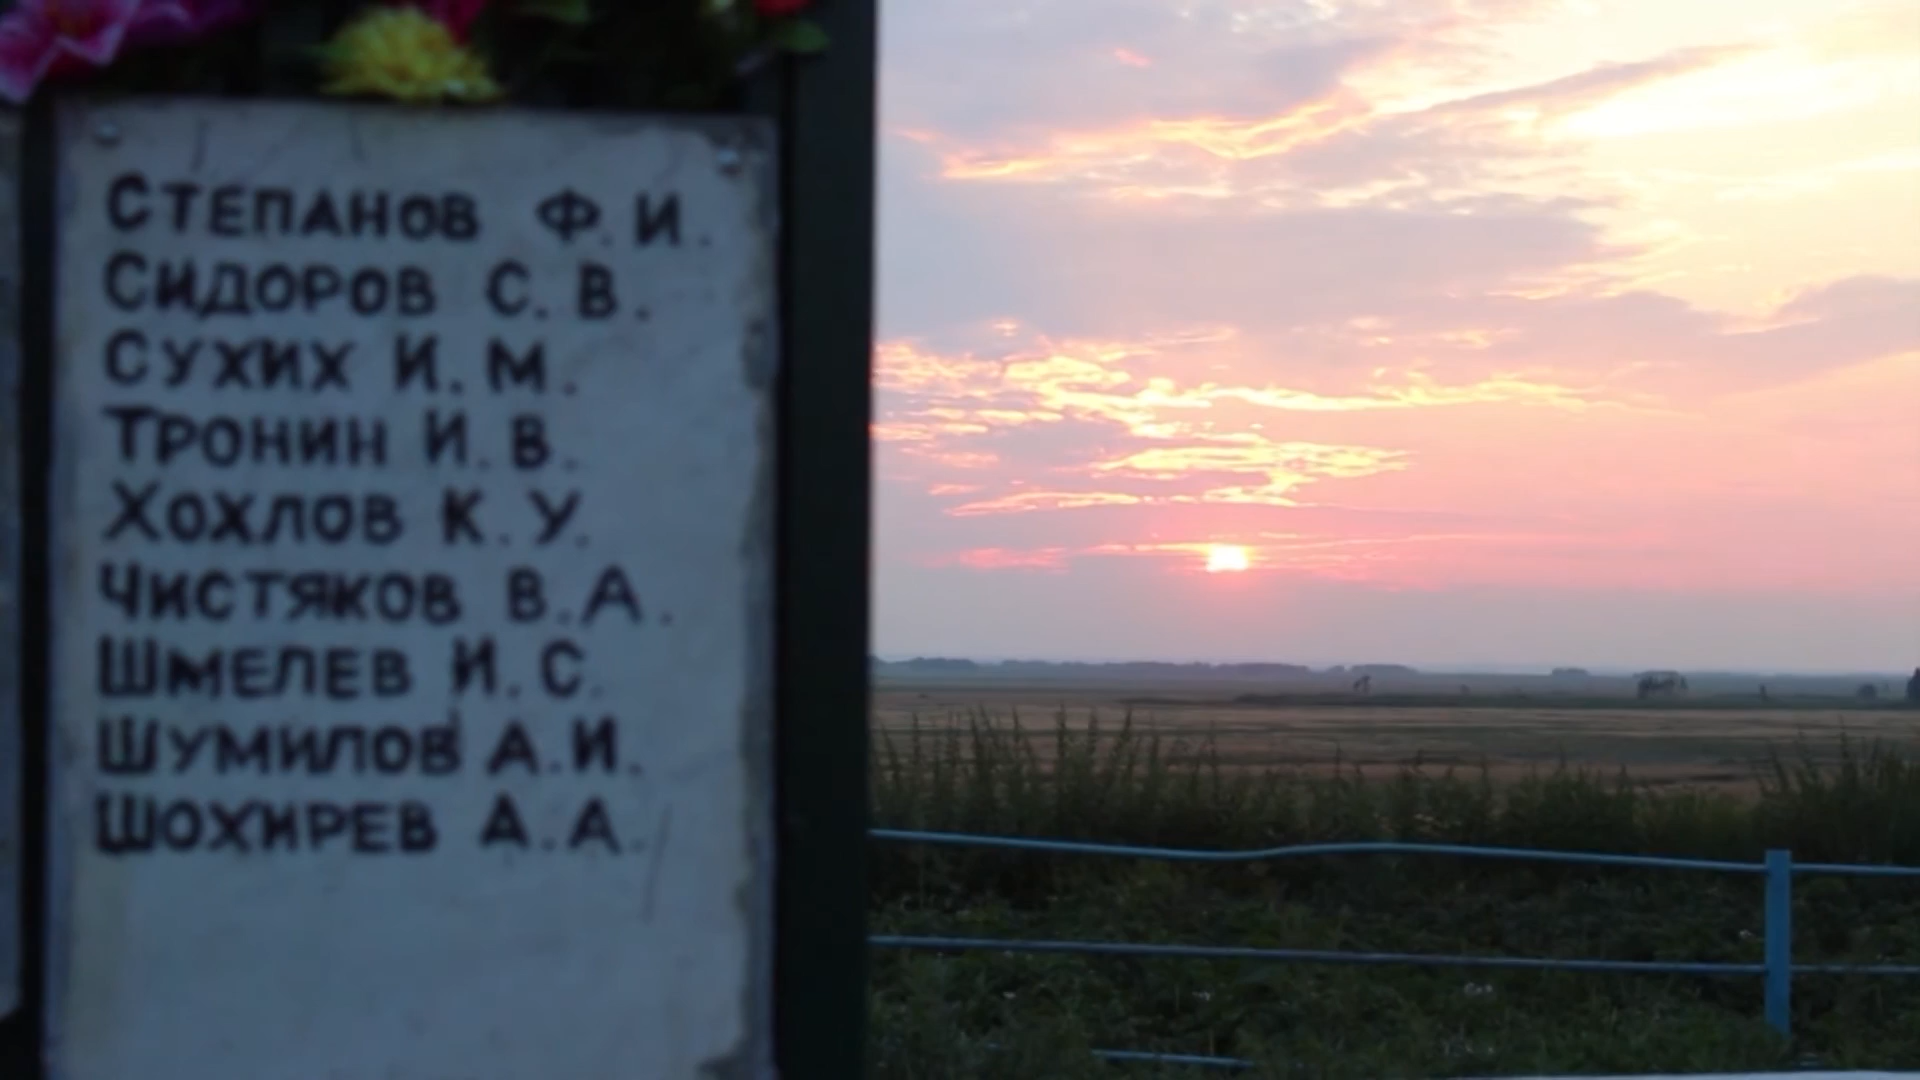 Степанов Ф.И.
Сидоров С.В.
Сухих И.М.
Тронин И.В.
Хохлов К.У.
Чистяков В.А.
Шмелев И.С.
Шумилов А.И.
Шохирев А.А.